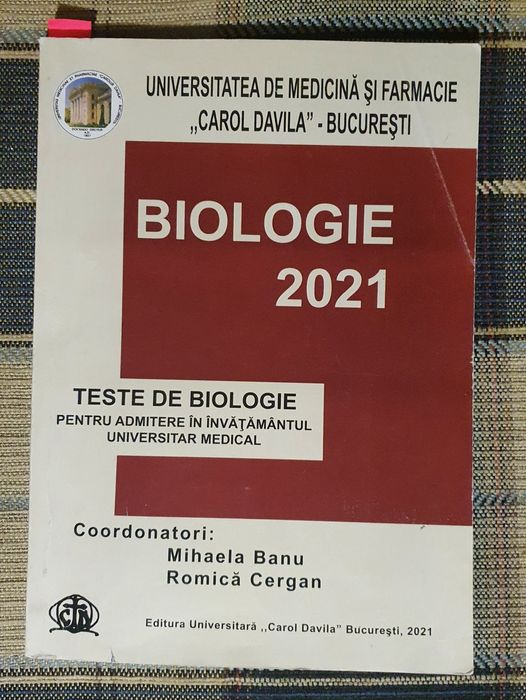 UNIVERSITATEA DE MEDICINĂ ŞI FARMACIE
,,CAROL DAVILA” - BUCUREŞTI
BIOLOGIE
2021
TESTE DE BIOLOGIE
PENTRU ADMITERE ÎN ÎNVĂŢĂMÂNTUL
UNIVERSITAR MEDICAL
Coordonatori:
Mihaela Banu
Romică Cergan
Editura Universitară ,,Carol Davila” Bucureşti, 2021